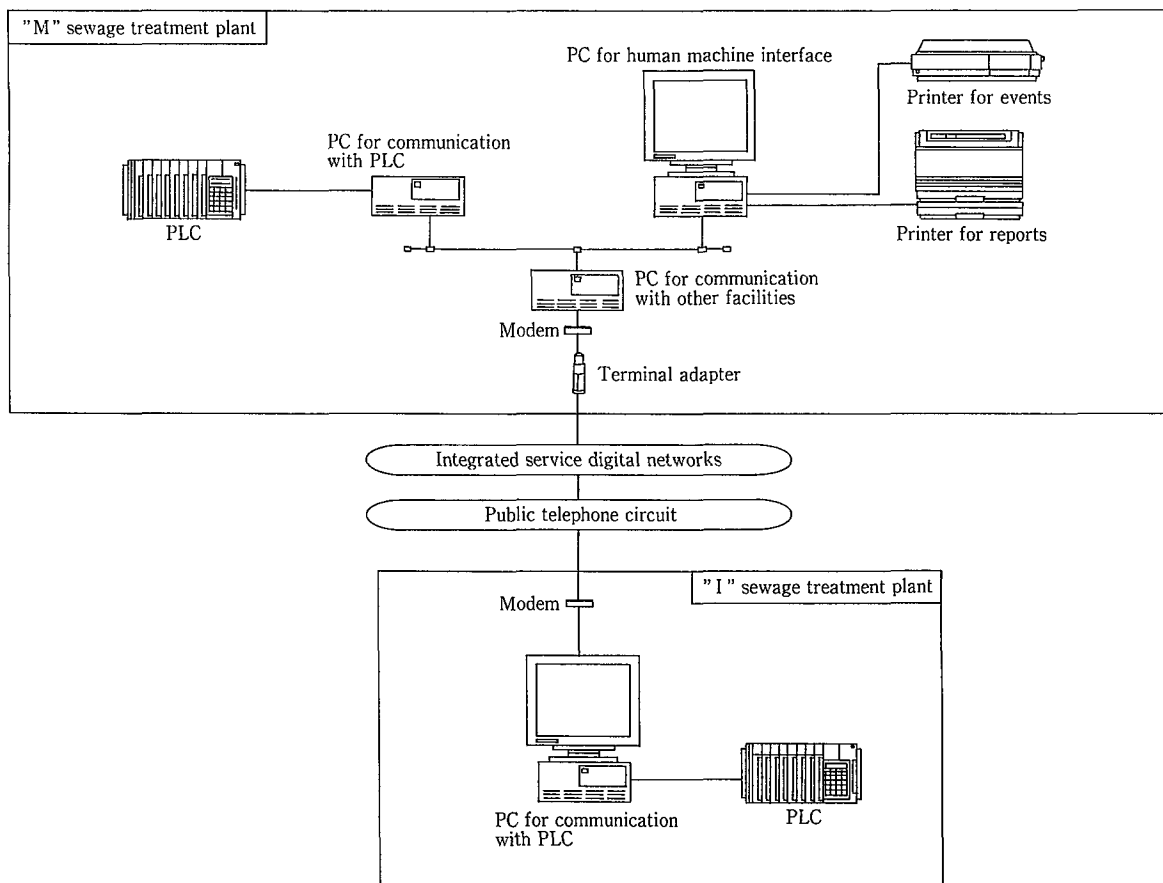 "M" sewage treatment plant
PC for human machine interface
Printer for events
PC for communication
with PLC
PLC
Printer for reports
PC for communication
with other facilities
Modem
Terminal adapter
Integrated service digital networks
Public telephone circuit
"I" sewage treatment plant
Modem
PC for communication
with PLC
PLC